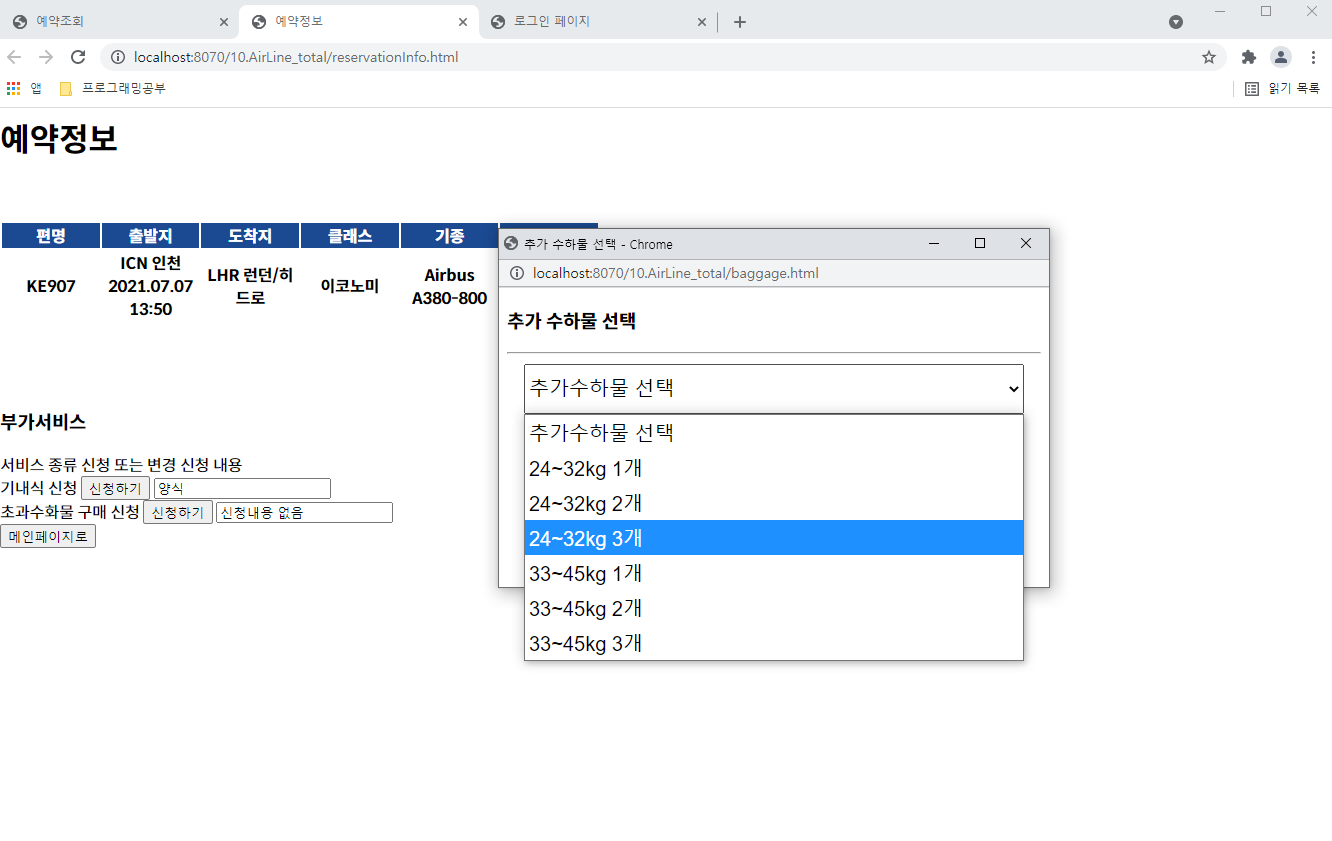 예약조회
예약정보
로그인 페이지
localhost:8070/10.AirLine_total/reservationInfo.html
앱
프로그래밍공부
읽기 목록
예약정보
편명 출발지 도착지 클래스 기종
KE907
ICN 인천
2021.07.07
13:50
LHR 런던/히
드로
이코노미
Airbus
A380-800
추가 수하물 선택 - Chrome
localhost:8070/10.AirLine_total/baggage.html
추가 수하물 선택
추가수하물 선택
추가수하물 선택
24~32kg 1개
24~32kg 2개
24~32kg 3개
33~45kg 1개
33~45kg 2개
33~45kg 3개
부가서비스
서비스 종류 신청 또는 변경 신청 내용
기내식 신청 신청하기 양식
초과수화물 구매 신청 신청하기 신청내용 없음
메인페이지로